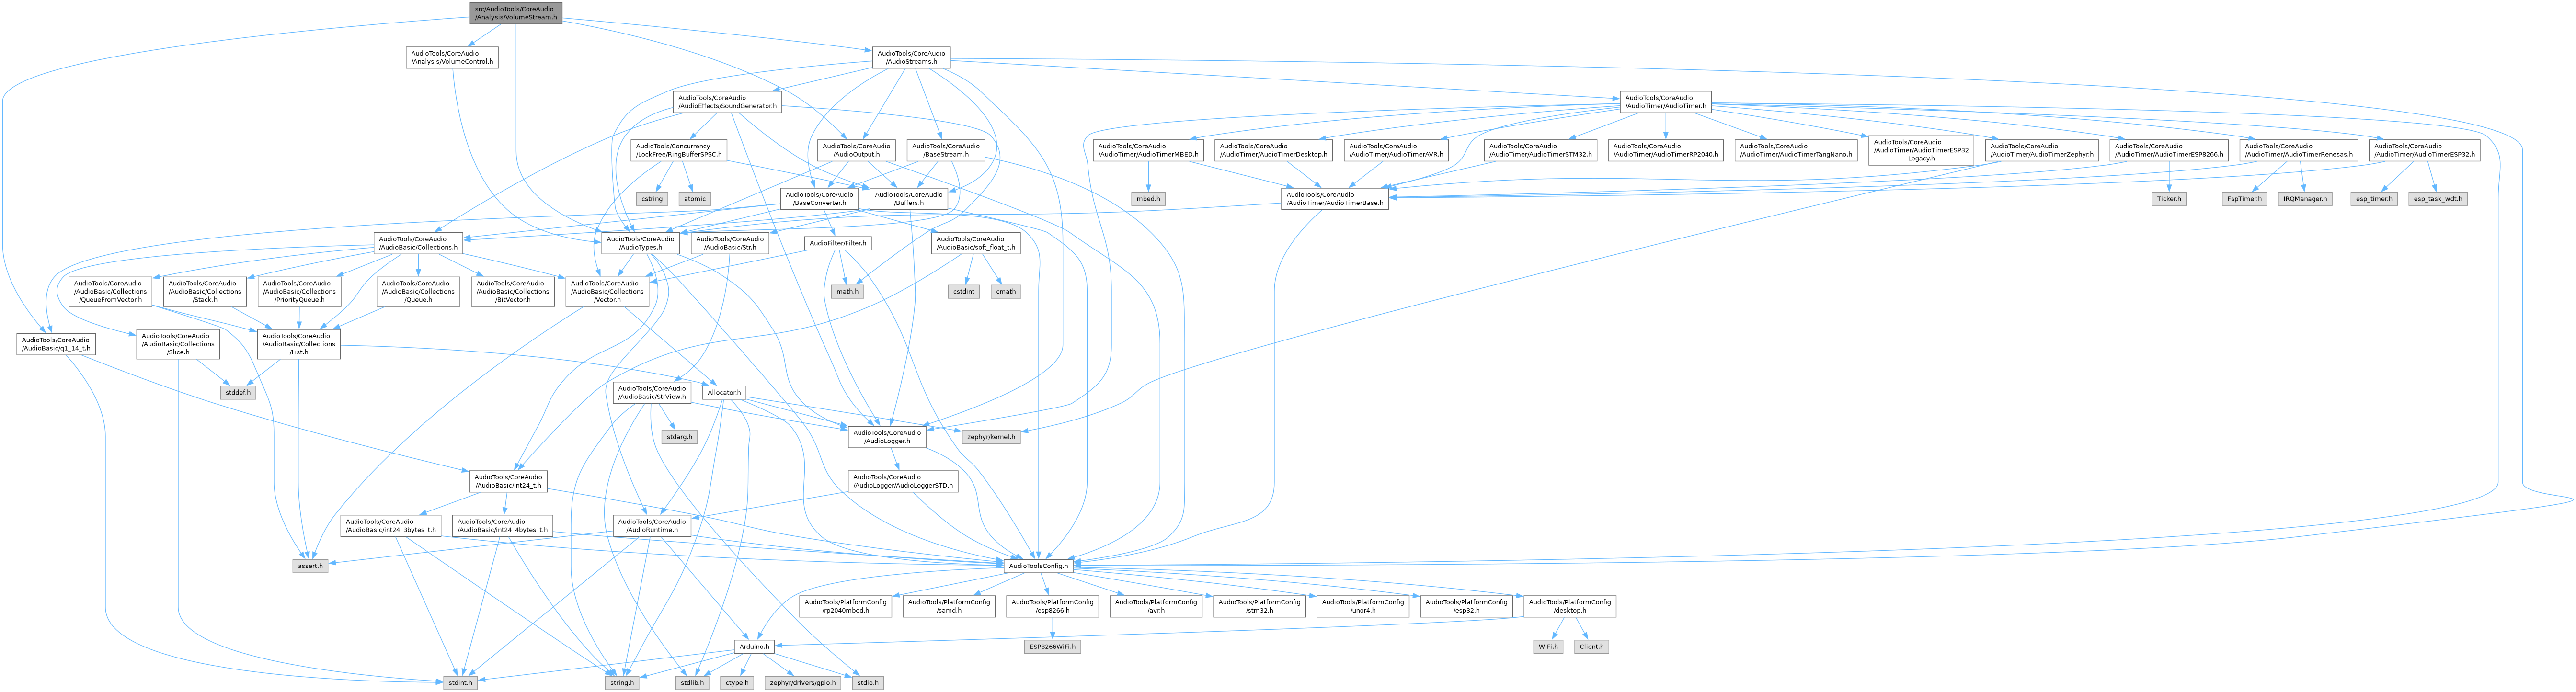 src/AudioTools/CoreAudio
/Analysis/VolumeStream.h
AudioTools/CoreAudio
/Analysis/VolumeControl.h
AudioTools/CoreAudio
/AudioStreams.h
AudioTools/CoreAudio
/AudioEffects/SoundGenerator.h
AudioTools/CoreAudio
/AudioTimer/AudioTimer.h
AudioTools/Concurrency
/LockFree/RingBufferSPSC.h
AudioTools/CoreAudio
/AudioOutput.h
AudioTools/CoreAudio
/BaseStream.h
AudioTools/CoreAudio
/AudioTimer/AudioTimerMBED.h
AudioTools/CoreAudio
/AudioTimer/AudioTimerDesktop.h
AudioTools/CoreAudio
/AudioTimer/AudioTimerAVR.h
AudioTools/CoreAudio
/AudioTimer/AudioTimerSTM32.h
AudioTools/CoreAudio
/AudioTimer/AudioTimerRP2040.h
AudioTools/CoreAudio
/AudioTimer/AudioTimerTangNano.h
AudioTools/CoreAudio
/AudioTimer/AudioTimerESP32
Legacy.h
AudioTools/CoreAudio
/AudioTimer/AudioTimerZephyr.h
AudioTools/CoreAudio
/AudioTimer/AudioTimerESP8266.h
AudioTools/CoreAudio
/AudioTimer/AudioTimerRenesas.h
AudioTools/CoreAudio
/AudioTimer/AudioTimerESP32.h
cstring
atomic
AudioTools/CoreAudio
/BaseConverter.h
AudioTools/CoreAudio
/Buffers.h
mbed.h
AudioTools/CoreAudio
/AudioTimer/AudioTimerBase.h
Ticker.h
FspTimer.h
IRQManager.h
esp_timer.h
esp_task_wdt.h
AudioTools/CoreAudio
/AudioBasic/Collections.h
AudioTools/CoreAudio
/AudioTypes.h
AudioTools/CoreAudio
/AudioBasic/Str.h
AudioFilter/Filter.h
AudioTools/CoreAudio
/AudioBasic/soft_float_t.h
AudioTools/CoreAudio
/AudioBasic/Collections
/QueueFromVector.h
AudioTools/CoreAudio
/AudioBasic/Collections
/Stack.h
AudioTools/CoreAudio
/AudioBasic/Collections
/PriorityQueue.h
AudioTools/CoreAudio
/AudioBasic/Collections
/Queue.h
AudioTools/CoreAudio
/AudioBasic/Collections
/BitVector.h
AudioTools/CoreAudio
/AudioBasic/Collections
/Vector.h
math.h
cstdint
cmath
AudioTools/CoreAudio
/AudioBasic/q1_14_t.h
AudioTools/CoreAudio
/AudioBasic/Collections
/Slice.h
AudioTools/CoreAudio
/AudioBasic/Collections
/List.h
stddef.h
AudioTools/CoreAudio
/AudioBasic/StrView.h
Allocator.h
stdarg.h
AudioTools/CoreAudio
/AudioLogger.h
zephyr/kernel.h
AudioTools/CoreAudio
/AudioBasic/int24_t.h
AudioTools/CoreAudio
/AudioLogger/AudioLoggerSTD.h
AudioTools/CoreAudio
/AudioBasic/int24_3bytes_t.h
AudioTools/CoreAudio
/AudioBasic/int24_4bytes_t.h
AudioTools/CoreAudio
/AudioRuntime.h
assert.h
AudioToolsConfig.h
AudioTools/PlatformConfig
/rp2040mbed.h
AudioTools/PlatformConfig
/samd.h
AudioTools/PlatformConfig
/esp8266.h
AudioTools/PlatformConfig
/avr.h
AudioTools/PlatformConfig
/stm32.h
AudioTools/PlatformConfig
/unor4.h
AudioTools/PlatformConfig
/esp32.h
AudioTools/PlatformConfig
/desktop.h
Arduino.h
ESP8266WiFi.h
WiFi.h
Client.h
stdint.h
string.h
stdlib.h
ctype.h
zephyr/drivers/gpio.h
stdio.h